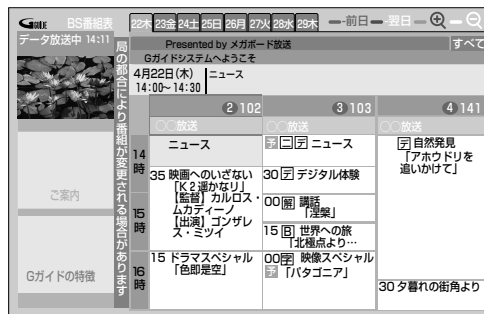 Gガイド BS番組表
22木 23金 24土 25日 26月 27火 28水 29木 前日 翌日
データ放送中 14:11
局の都合により番組が変更される場合があります
Presented by メガポート放送
すべて
Gガイドシステムへようこそ
4月22日(木)
14:00~14:30
ニュース
2 102
3 103
4 141
○○放送
○○放送
○○放送
14時
ニュース
35 映画へのいざない
「K2遥かなり」
【監督】カルロス・
ムカディーノ
【出演】ゴンザレ
ス・ミツイ
15時
15 ドラマスペシャル
「色即是空」
16時
予 二 デ ニュース
30 デ デジタル体験
00 解 講話
「涅槃」
15 B 世界への旅
「北極点より…
00 字 映像スペシャル
予 「パタゴニア」
デ 自然発見
「アホウドリを
追いかけて」
30 夕暮れの街角より
ご案内
Gガイドの特徴